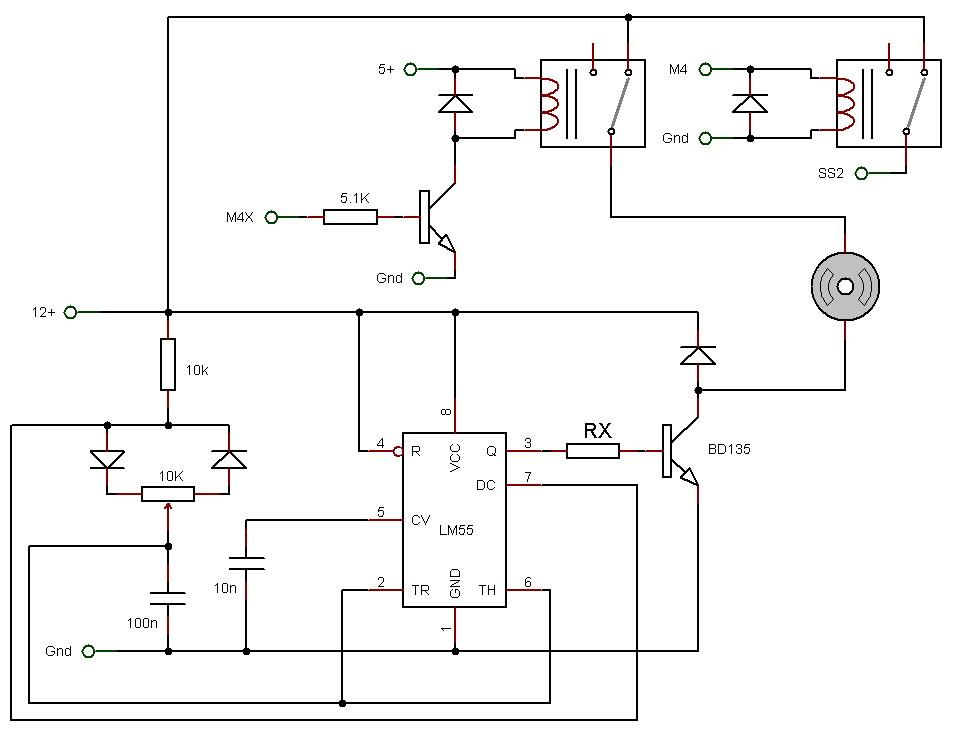 5+
M4
Gnd
SS2
5.1K
M4X
Gnd
12+
10k
8
4
R
VCC
Q
3
RX
BD135
10K
DC
7
5
CV
LM55
10n
2
TR
GND
TH
6
100n
1
Gnd